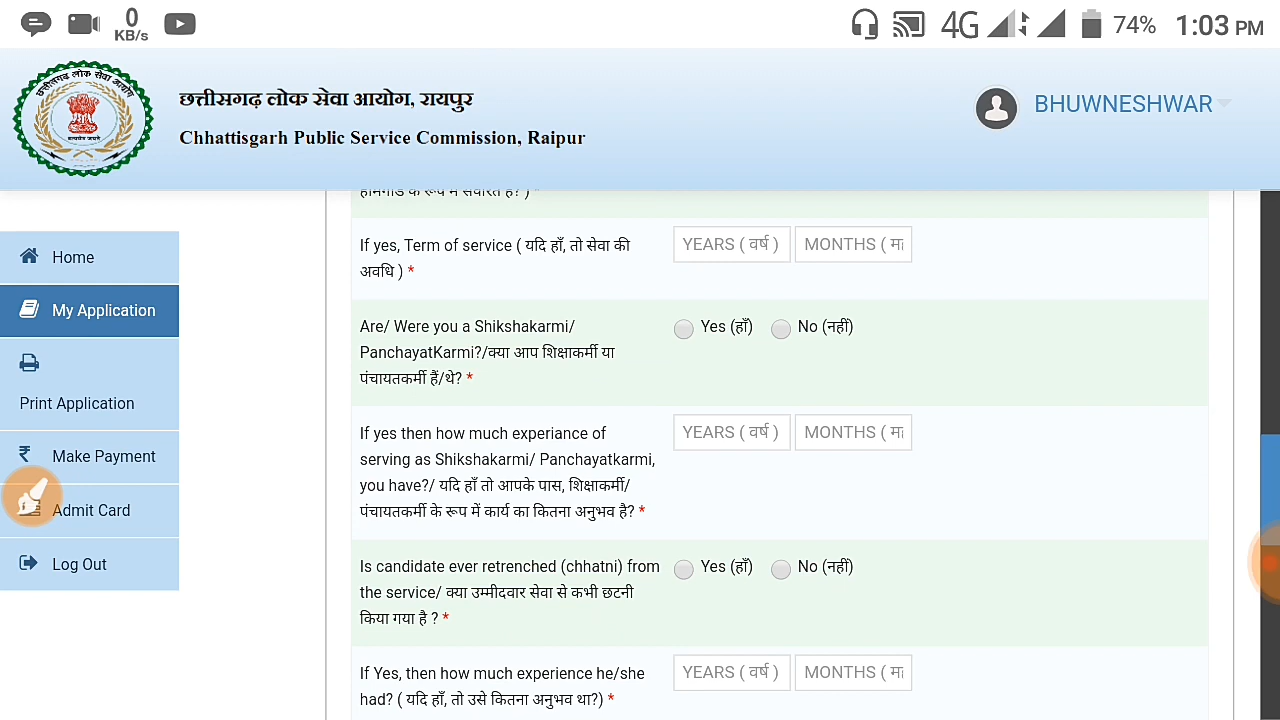 0
KB/s
4G
74%
1:03 PM
छत्तीसगढ़ लोक सेवा आयोग
छत्तीसगढ़ लोक सेवा आयोग, रायपुर
Chhattisgarh Public Service Commission, Raipur
BHUWNESHWAR
Home
My Application
Print Application
₹ Make Payment
Admit Card
Log Out
If yes, Term of service ( यदि हाँ, तो सेवा की
अवधि ) *
YEARS ( वर्ष ) MONTHS ( म
Are/ Were you a Shikshakarmi/
PanchayatKarmi?/क्या आप शिक्षाकर्मी या
पंचायतकर्मी हैं/थे? *
Yes (हाँ) No (नहीं)
If yes then how much experiance of
serving as Shikshakarmi/ Panchayatkarmi,
you have?/ यदि हाँ तो आपके पास, शिक्षाकर्मी/
पंचायतकर्मी के रूप में कार्य का कितना अनुभव है? *
YEARS ( वर्ष ) MONTHS ( म
Is candidate ever retrenched (chhatni) from
the service/ क्या उम्मीदवार सेवा से कभी छटनी
किया गया है ? *
Yes (हाँ) No (नहीं)
If Yes, then how much experience he/she
had? ( यदि हाँ, तो उसे कितना अनुभव था?) *
YEARS ( वर्ष ) MONTHS ( म